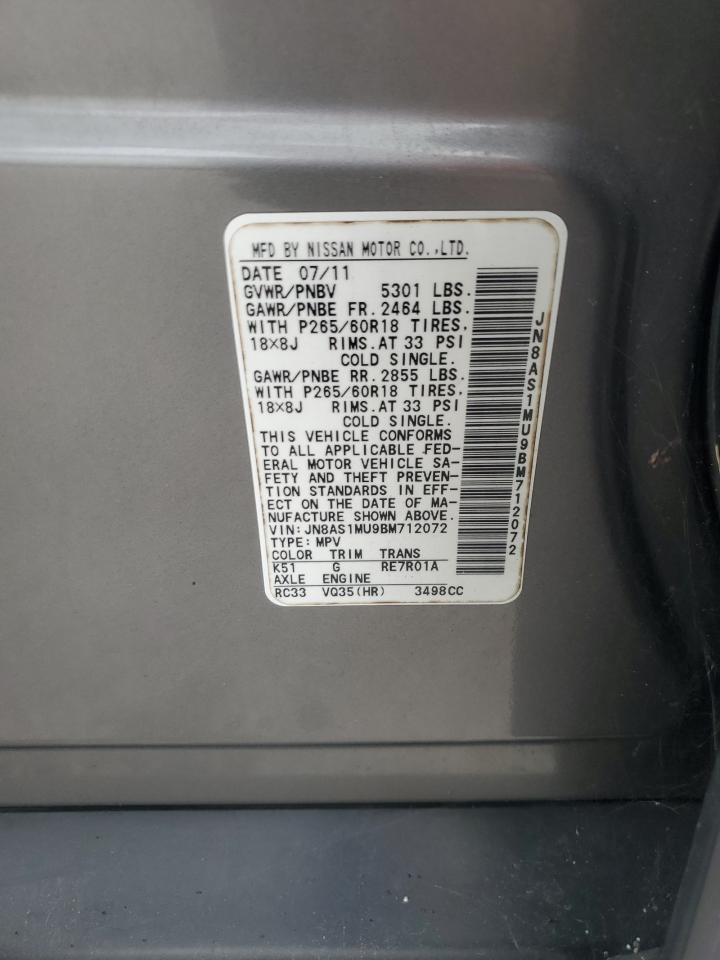 MFD BY NISSAN MOTOR CO.,LTD.
DATE 07/11
GVWR/PNBV 5301 LBS.
GAWR/PNBE FR. 2464 LBS.
WITH P265/60R18 TIRES,
18×8J RIMS. AT 33 PSI
COLD SINGLE.
GAWR/PNBE RR. 2855 LBS.
WITH P265/60R18 TIRES,
18×8J RIMS. AT 33 PSI
COLD SINGLE.
THIS VEHICLE CONFORMS
TO ALL APPLICABLE FED-
ERAL MOTOR VEHICLE SA-
FETY AND THEFT PREVEN-
TION STANDARDS IN EFF-
ECT ON THE DATE OF MA-
NUFACTURE SHOWN ABOVE.
VIN: JN8AS1MU9BM712072
TYPE: MPV
COLOR TRIM TRANS
K51 G RE7R01A
AXLE ENGINE
RC33 VQ35(HR) 3498CC
JN8AS1MU9BM712072